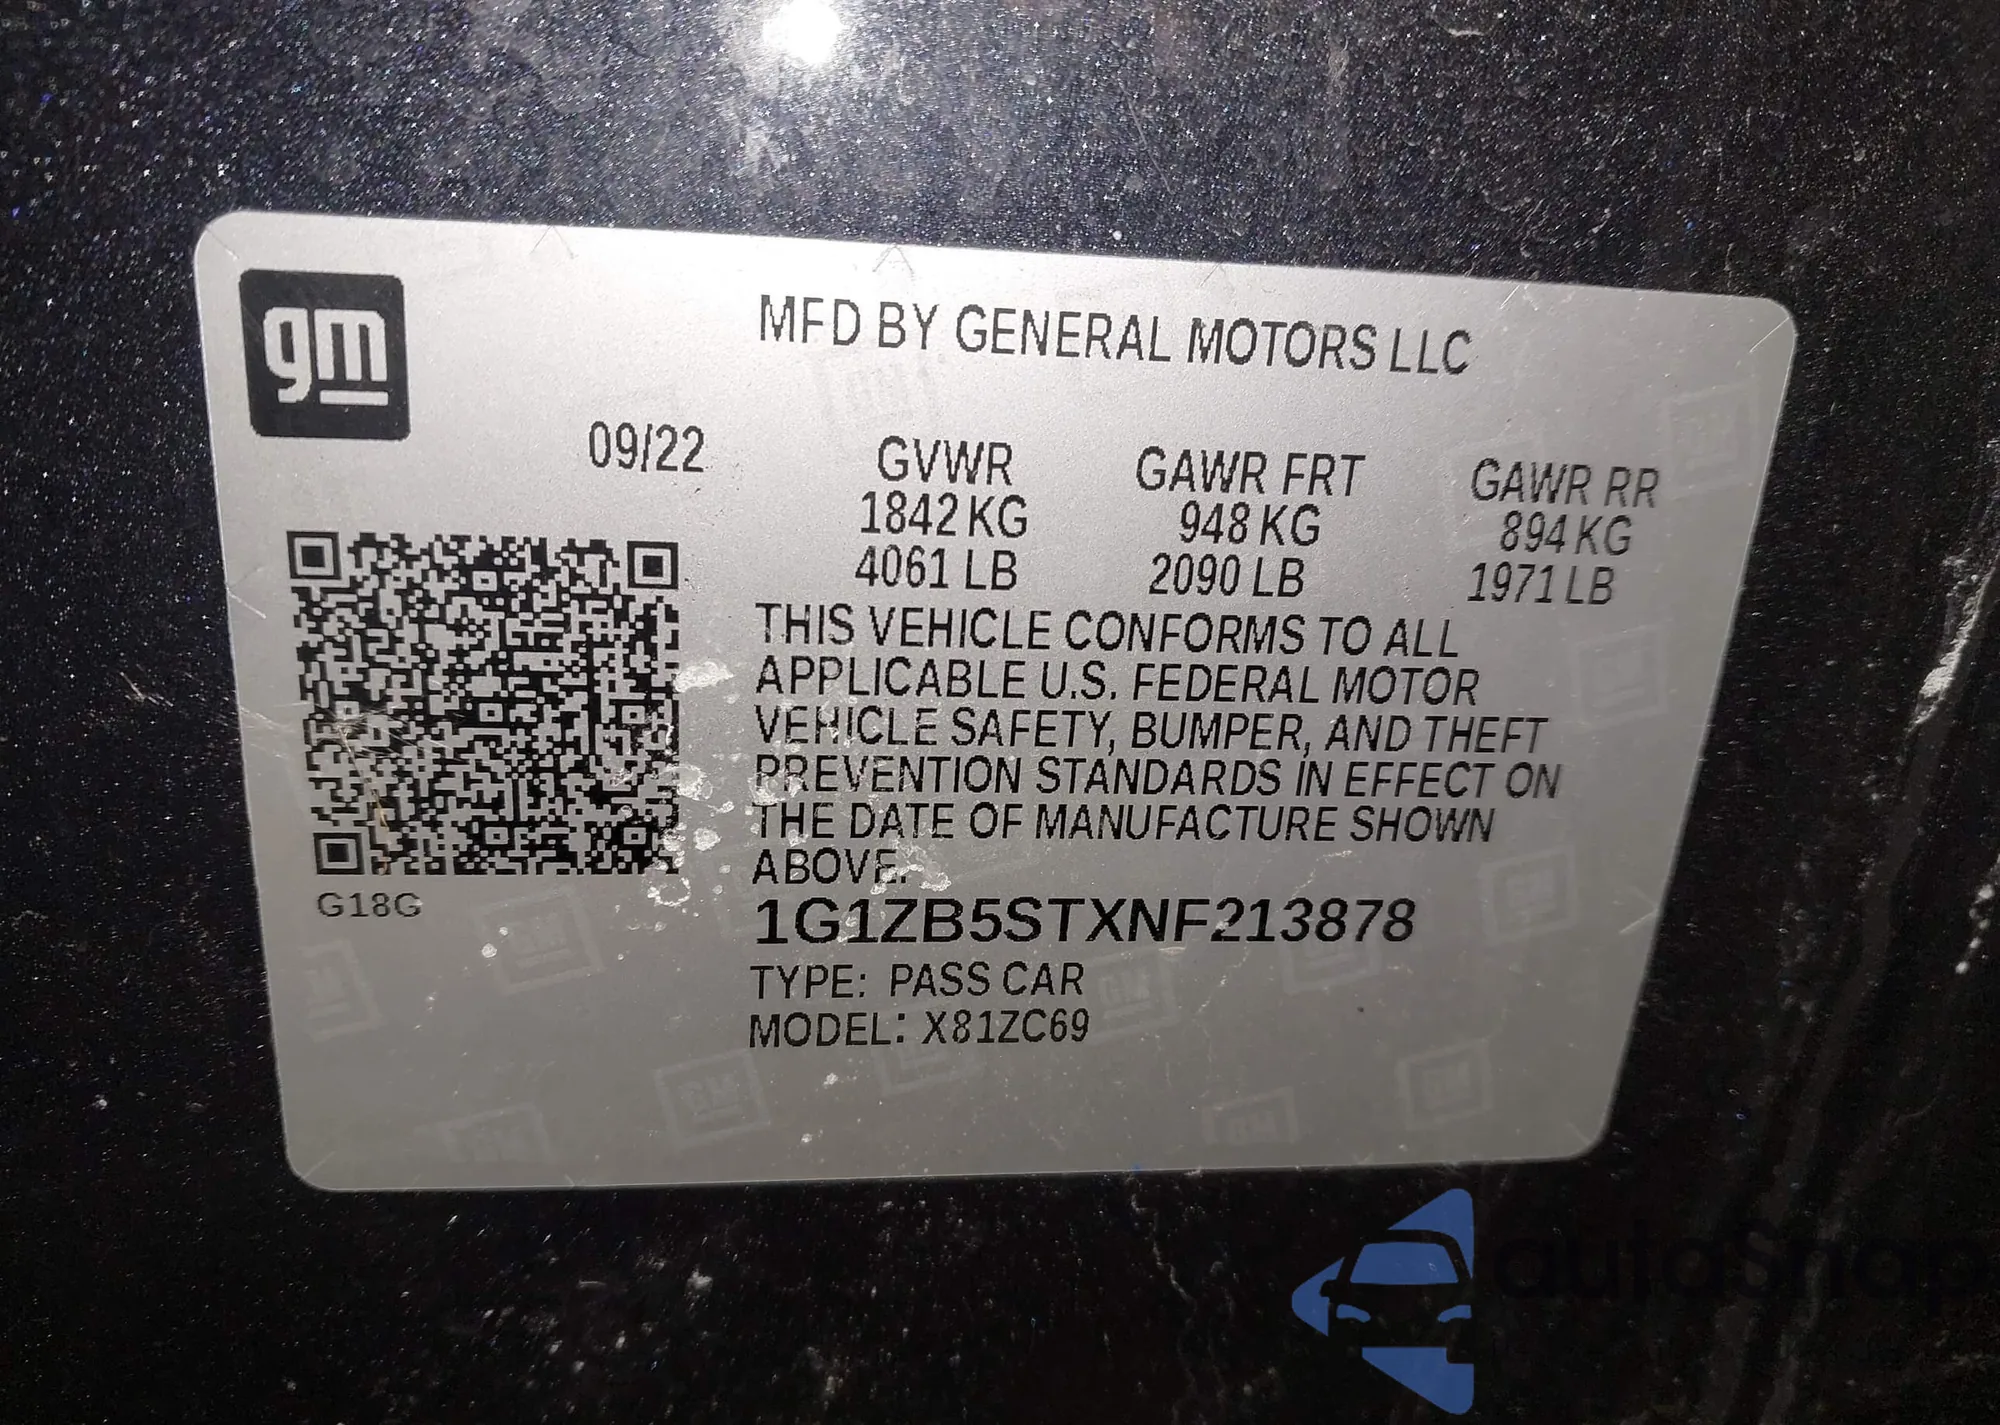 gm
MFD BY GENERAL MOTORS LLC
09/22
GVWR GAWR FRT GAWR RR
1842 KG 948 KG 894 KG
4061 LB 2090 LB 1971 LB
THIS VEHICLE CONFORMS TO ALL
APPLICABLE U.S. FEDERAL MOTOR
VEHICLE SAFETY, BUMPER, AND THEFT
PREVENTION STANDARDS IN EFFECT ON
THE DATE OF MANUFACTURE SHOWN
ABOVE.
G18G
1G1ZB5STXNF213878
TYPE: PASS CAR
MODEL: X81ZC69
autoSnap